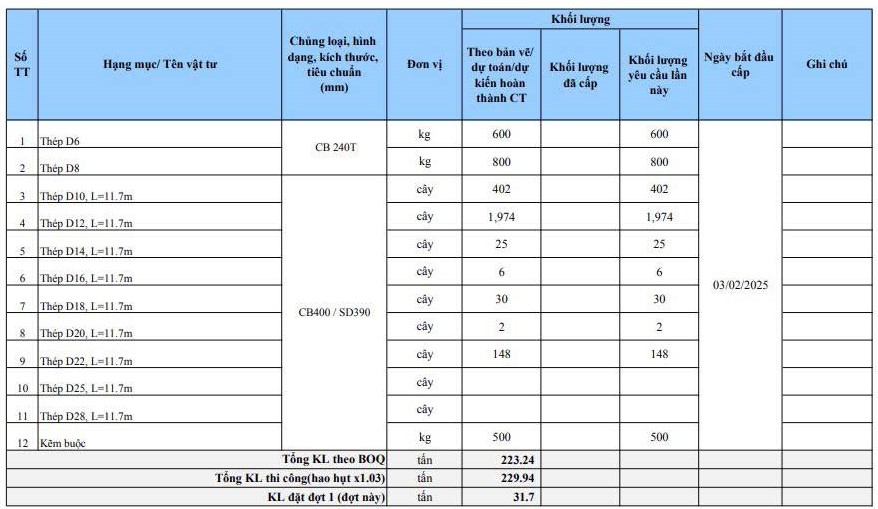 Số TT
Hạng mục/ Tên vật tư
Chủng loại, hình
dạng, kích thước,
tiêu chuẩn
(mm)
Đơn vị
Khối lượng
Theo bản vẽ/
dự toán/dự
kiến hoàn
thành CT
Khối lượng
đã cấp
Khối lượng
yêu cầu lần
này
Ngày bắt đầu
cấp
Ghi chú
1 Thép D6 CB 240T kg 600 600
2 Thép D8 kg 800 800
3 Thép D10, L=11.7m cây 402 402
4 Thép D12, L=11.7m cây 1,974 1,974
5 Thép D14, L=11.7m cây 25 25
6 Thép D16, L=11.7m cây 6 6
03/02/2025
7 Thép D18, L=11.7m CB400 / SD390 cây 30 30
8 Thép D20, L=11.7m cây 2 2
9 Thép D22, L=11.7m cây 148 148
10 Thép D25, L=11.7m cây
11 Thép D28, L=11.7m cây
12 Kẽm buộc kg 500 500
Tổng KL theo BOQ tấn 223.24
Tổng KL thi công(hao hụt x1.03) tấn 229.94
KL đặt đợt 1 (đợt này) tấn 31.7